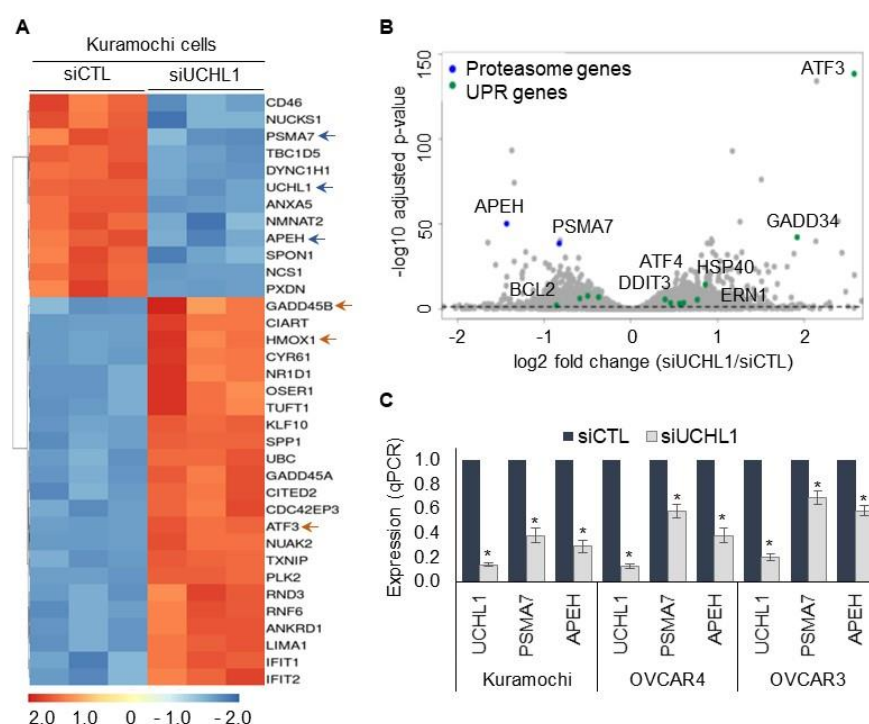 A
Kuramochi cells
siCTL siUCHL1
CD46
NUCKS1
PSMA7
TBC1D5
DYNC1H1
UCHL1
ANXA5
NMNAT2
APEH
SPON1
NCS1
PXDN
GADD45B
CIART
HMOX1
CYR61
NR1D1
OSER1
TUFT1
KLF10
SPP1
UBC
GADD45A
CITED2
CDC42EP3
ATF3
NUAK2
TXNIP
PLK2
RND3
RNF6
ANKRD1
LIMA1
IFIT1
IFIT2
2.0 1.0 0 - 1.0 - 2.0
B
-log10 adjusted p-value
150
100
50
0
Proteasome genes
UPR genes
ATF3
APEH
PSMA7
GADD34
ATF4
HSP40
BCL2
DDIT3
ERN1
-2 -1 0 1 2
log2 fold change (siUCHL1/siCTL)
C
siCTL siUCHL1
Expression (qPCR)
1.0
0.8
0.6
0.4
0.2
0.0
* * * * * * * * *
UCHL1 PSMA7 APEH UCHL1 PSMA7 APEH UCHL1 PSMA7 APEH
Kuramochi OVCAR4 OVCAR3